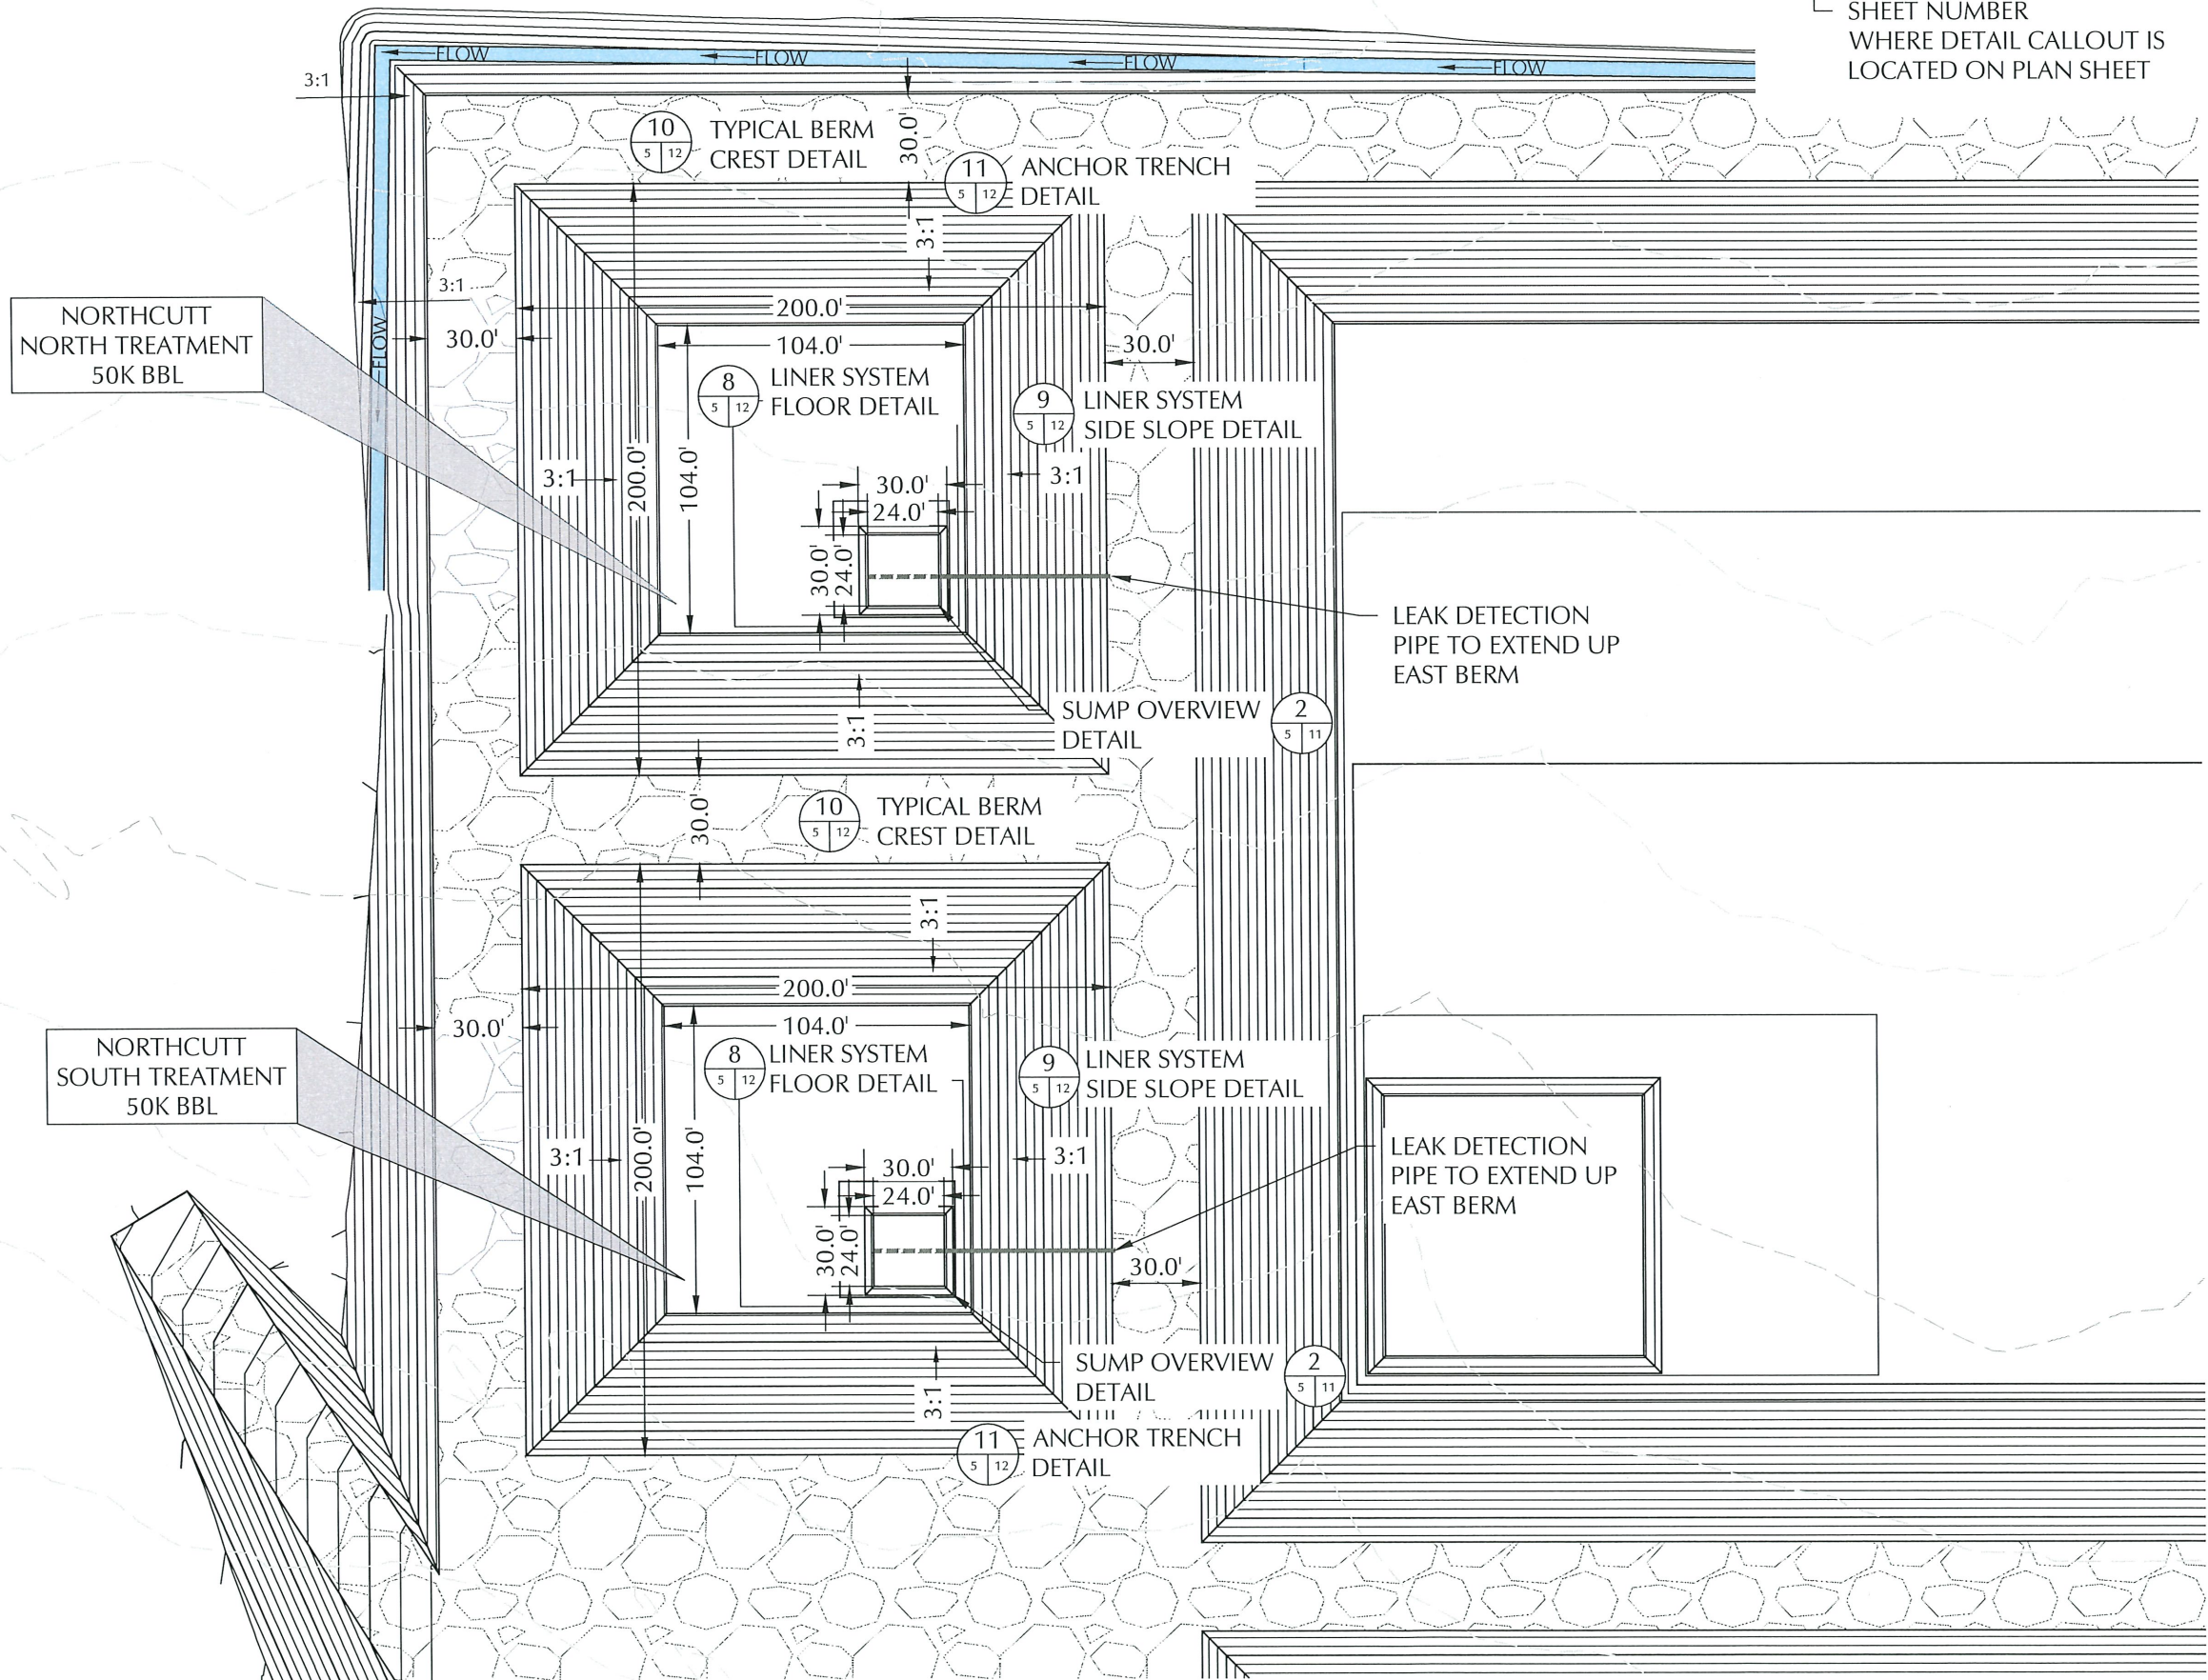 SHEET NUMBER
WHERE DETAIL CALLOUT IS
LOCATED ON PLAN SHEET
FLOW
FLOW
FLOW
FLOW
3:1
10
5 12
TYPICAL BERM
CREST DETAIL
30.0'
11
5 12
ANCHOR TRENCH
DETAIL
3:1
3:1
200.0'
NORTHCUTT
NORTH TREATMENT
50K BBL
FLOW
30.0'
104.0'
30.0'
8
5 12
LINER SYSTEM
FLOOR DETAIL
9
5 12
LINER SYSTEM
SIDE SLOPE DETAIL
3:1
200.0'
104.0'
30.0'
24.0'
3:1
30.0'
24.0'
LEAK DETECTION
PIPE TO EXTEND UP
EAST BERM
3:1
SUMP OVERVIEW
DETAIL
2
5 11
30.0'
10
5 12
TYPICAL BERM
CREST DETAIL
3:1
200.0'
30.0'
104.0'
NORTHCUTT
SOUTH TREATMENT
50K BBL
8
5 12
LINER SYSTEM
FLOOR DETAIL
9
5 12
LINER SYSTEM
SIDE SLOPE DETAIL
3:1
200.0'
104.0'
30.0'
24.0'
3:1
30.0'
24.0'
LEAK DETECTION
PIPE TO EXTEND UP
EAST BERM
30.0'
3:1
SUMP OVERVIEW
DETAIL
2
5 11
11
5 12
ANCHOR TRENCH
DETAIL